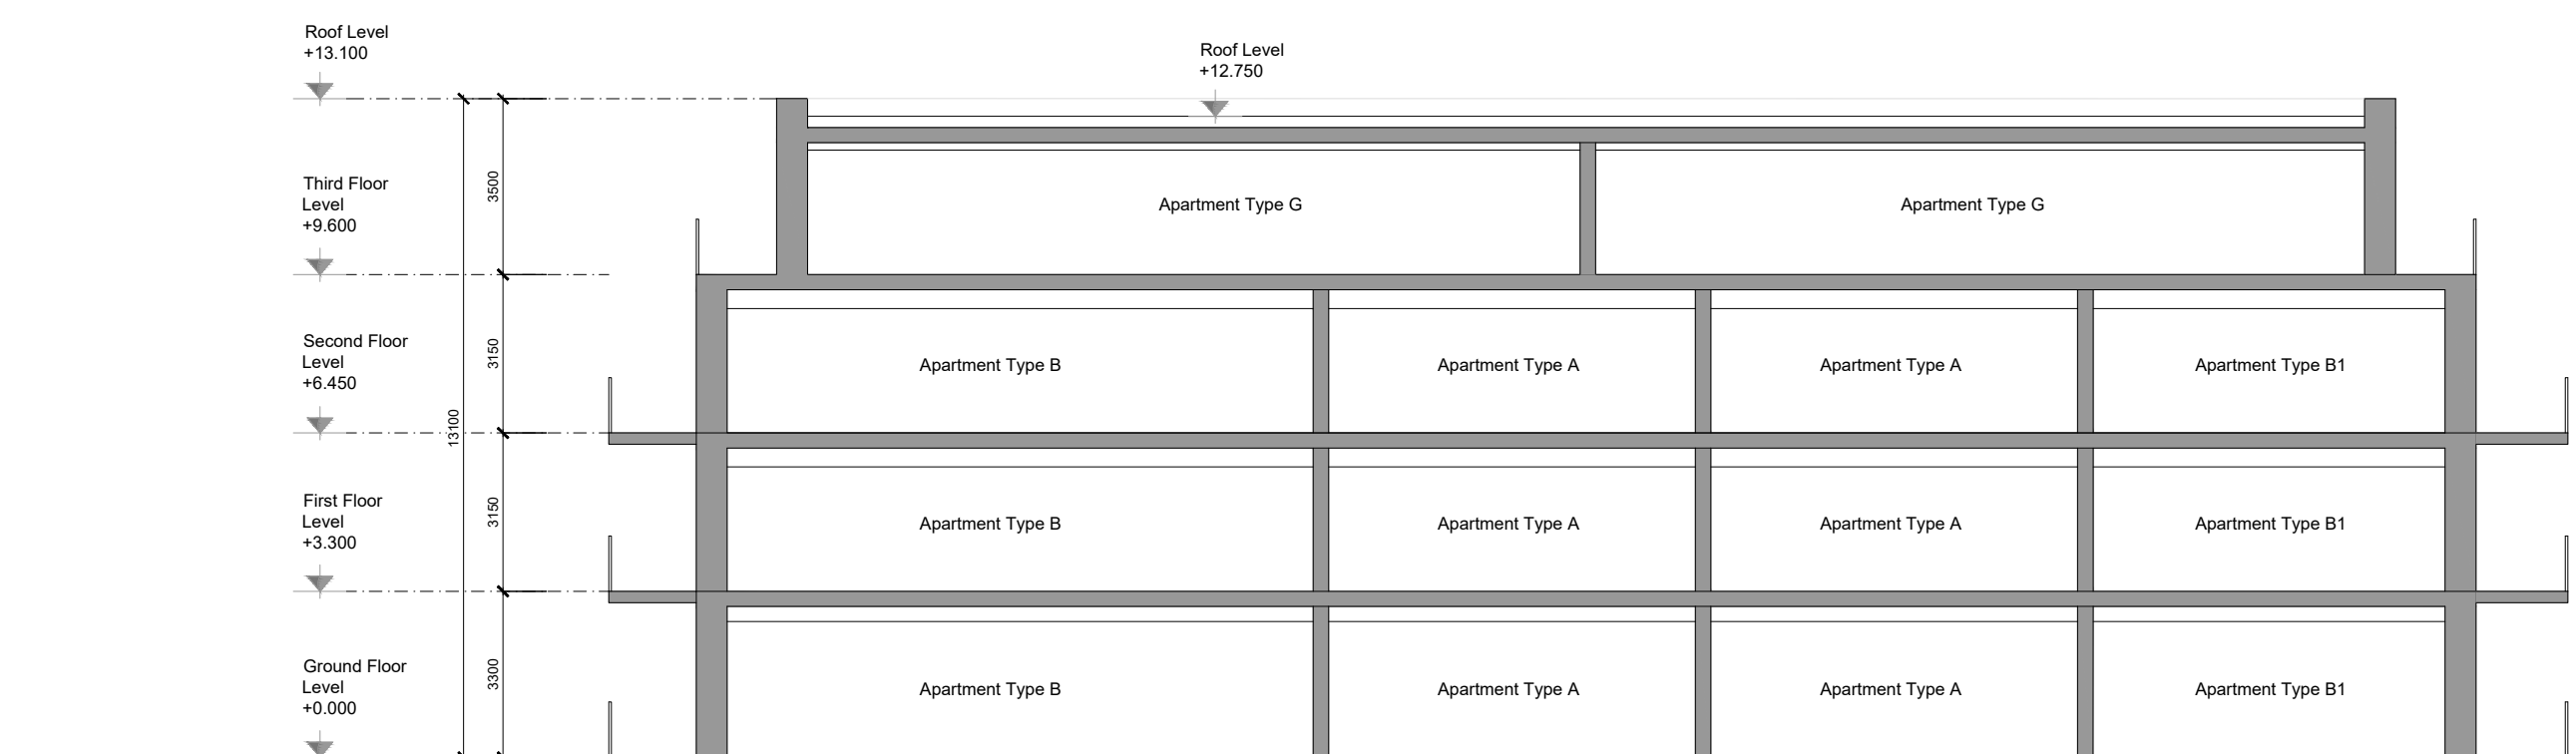 Roof Level
+13.100
Roof Level
+12.750
Third Floor
Level
+9.600
3500
Apartment Type G
Apartment Type G
Second Floor
Level
+6.450
3150
Apartment Type B
Apartment Type A
Apartment Type A
Apartment Type B1
13100
First Floor
Level
+3.300
3150
Apartment Type B
Apartment Type A
Apartment Type A
Apartment Type B1
Ground Floor
Level
+0.000
3300
Apartment Type B
Apartment Type A
Apartment Type A
Apartment Type B1